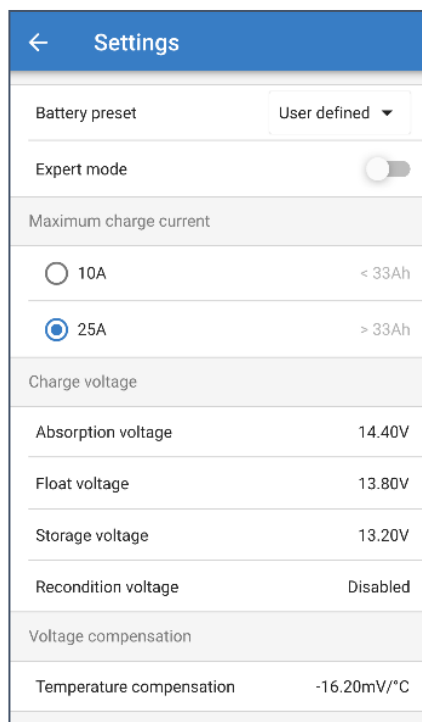 Settings
Battery preset User defined
Expert mode
Maximum charge current
10A < 33Ah
25A > 33Ah
Charge voltage
Absorption voltage 14.40V
Float voltage 13.80V
Storage voltage 13.20V
Recondition voltage Disabled
Voltage compensation
Temperature compensation -16.20mV/°C